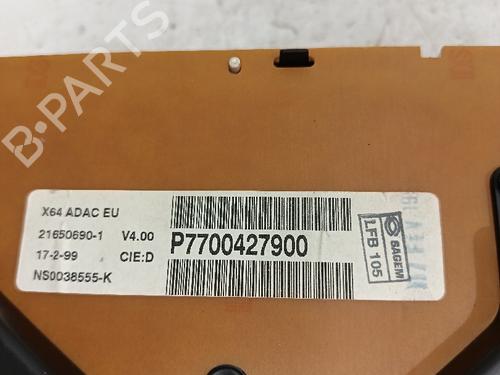 X64 ADAC EU
21650690-1 V4.00
17-2-99 CIE:D
NS0038555-K
P7700427900
SAGEM
LFB 105
B-PARTS